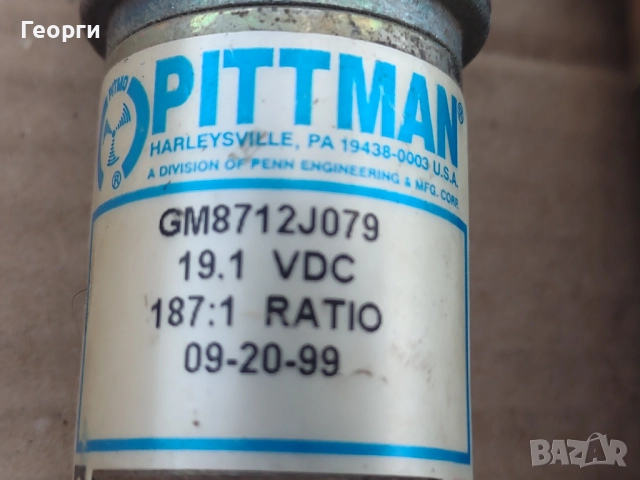 Георги
PITMO
®
PITTMAN®
HARLEYSVILLE, PA 19438-0003 U.S.A.
A DIVISION OF PENN ENGINEERING & MFG. CORP.
GM8712J079
19.1 VDC
187:1 RATIO
09-20-99
BAZAR